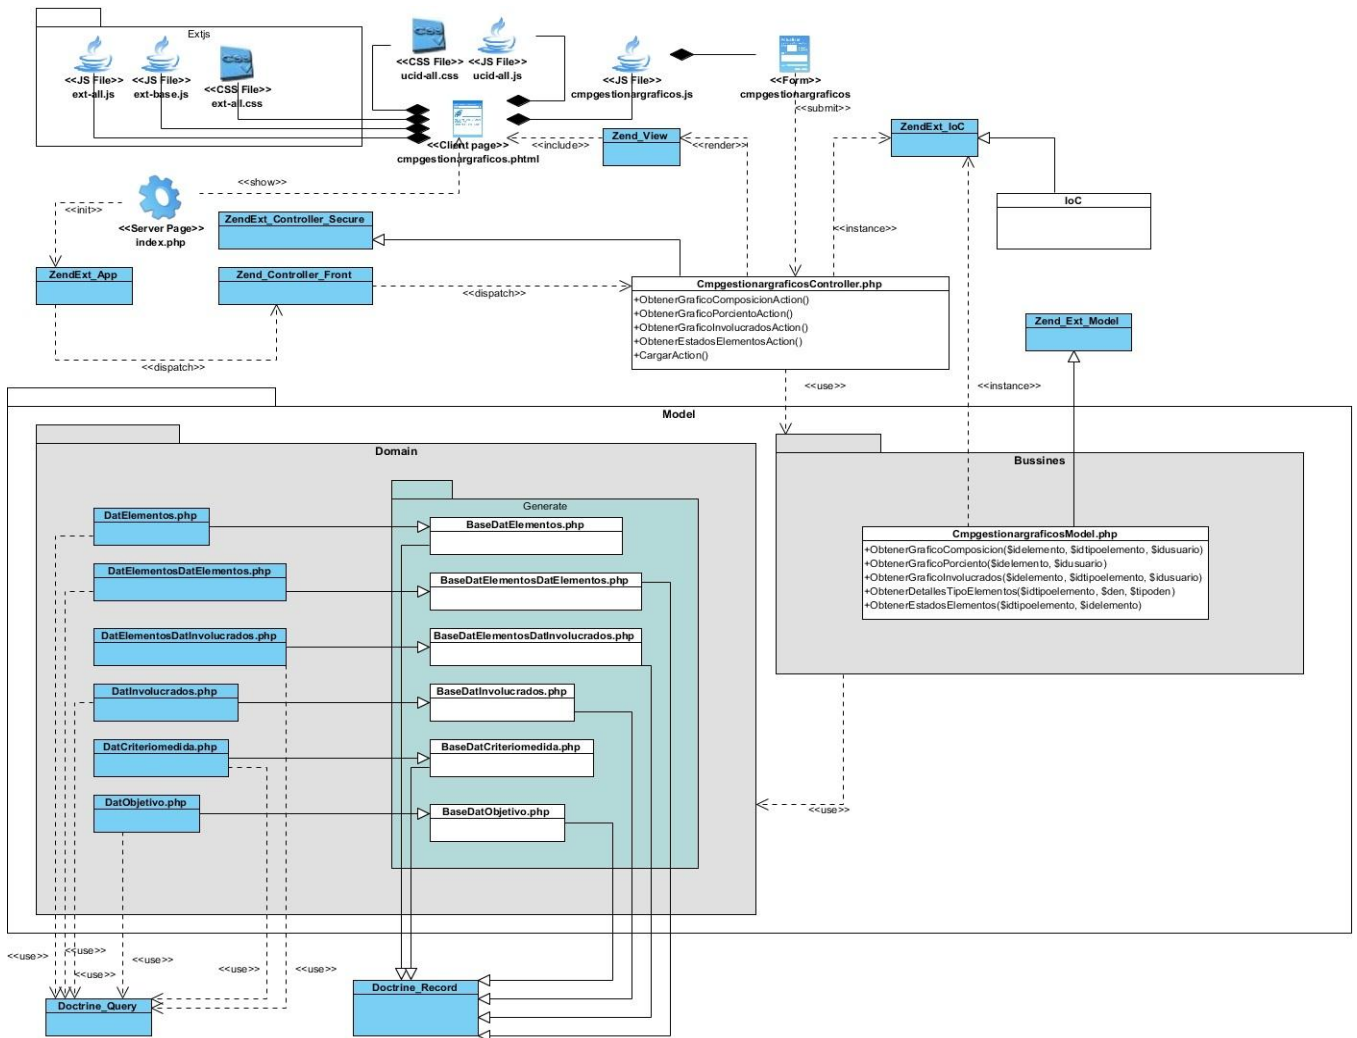 Extjs
<<JS File>>
ext-all.js
<<JS File>>
ext-base.js
<<CSS File>>
ext-all.css
<<CSS File>>
ucid-all.css
<<JS File>>
ucid-all.js
<<JS File>>
cmpgestionargraficos.js
<<Form>>
cmpgestionargraficos
<<submit>>
<<Client page>>
cmpgestionargraficos.phtml
<<include>>
Zend_View
<<render>>
ZendExt_IoC
IoC
<<show>>
<<init>>
<<Server Page>>
index.php
ZendExt_Controller_Secure
<<instance>>
ZendExt_App
Zend_Controller_Front
<<dispatch>>
<<dispatch>>
CmpgestionargraficosController.php
+ObtenerGraficoComposicionAction()
+ObtenerGraficoPorcientoAction()
+ObtenerGraficoInvolucradosAction()
+ObtenerEstadosElementosAction()
+CargarAction()
Zend_Ext_Model
<<use>>
<<instance>>
Model
Domain
Bussines
Generate
DatElementos.php
BaseDatElementos.php
DatElementosDatElementos.php
BaseDatElementosDatElementos.php
DatElementosDatInvolucrados.php
BaseDatElementosDatInvolucrados.php
DatInvolucrados.php
BaseDatInvolucrados.php
DatCriteriomedida.php
BaseDatCriteriomedida.php
DatObjetivo.php
BaseDatObjetivo.php
CmpgestionargraficosModel.php
+ObtenerGraficoComposicion($idelemento, $idtipoelemento, $idusuario)
+ObtenerGraficoPorciento($idelemento, $idusuario)
+ObtenerGraficoInvolucrados($idelemento, $idtipoelemento, $idusuario)
+ObtenerDetallesTipoElementos($idtipoelemento, $den, $tipoden)
+ObtenerEstadosElementos($idtipoelemento, $idelemento)
<<use>>
<<use>>
<<use>>
<<use>>
<<use>>
<<use>>
<<use>>
Doctrine_Query
Doctrine_Record